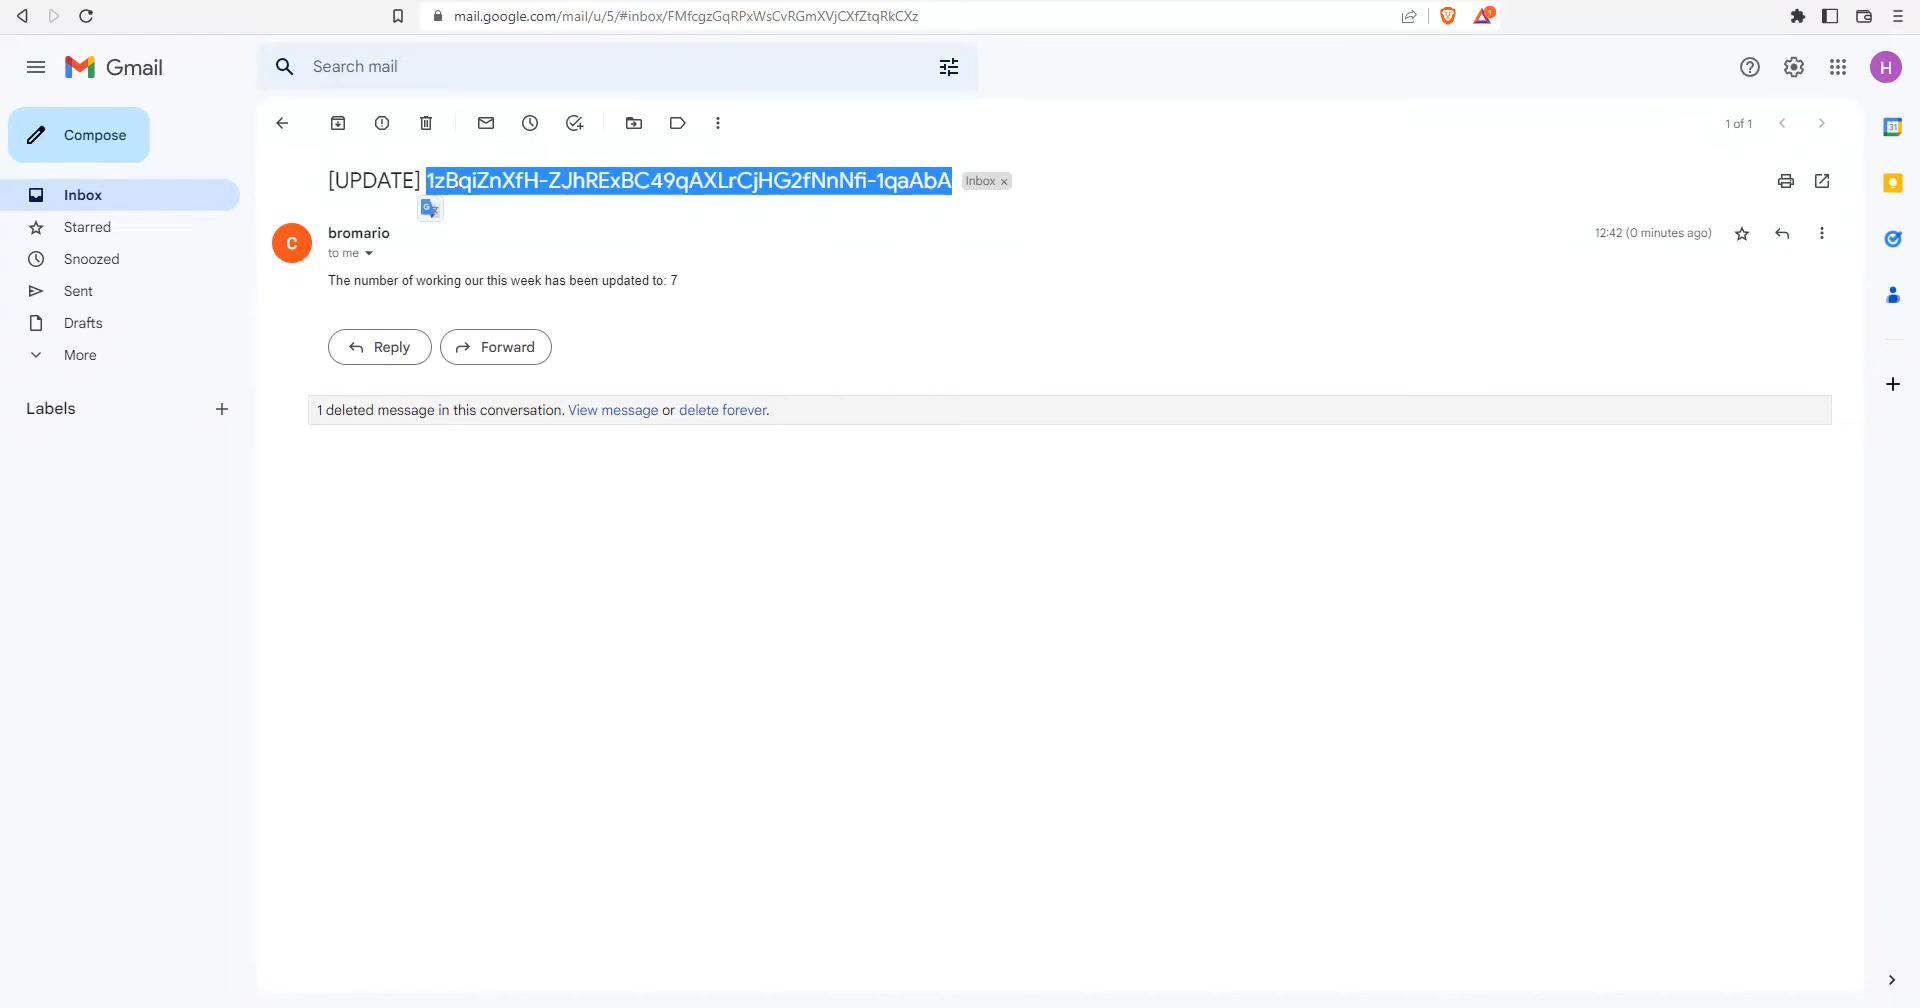 mail.google.com/mail/u/5/#inbox/FMfcgzGqRPxWsCvRGmXVjCXfZtqRkCXz
1
Gmail
Search mail
H
Compose
1 of 1
31
[UPDATE] 1zBqiZnXfH-ZJhRExBC49qAXLrCjHG2fNnNfi-1qaAbA Inbox ×
Inbox
Starred
C
bromario
12:42 (0 minutes ago)
to me
Snoozed
The number of working our this week has been updated to: 7
Sent
Drafts
Reply
Forward
More
Labels
1 deleted message in this conversation. View message or delete forever.